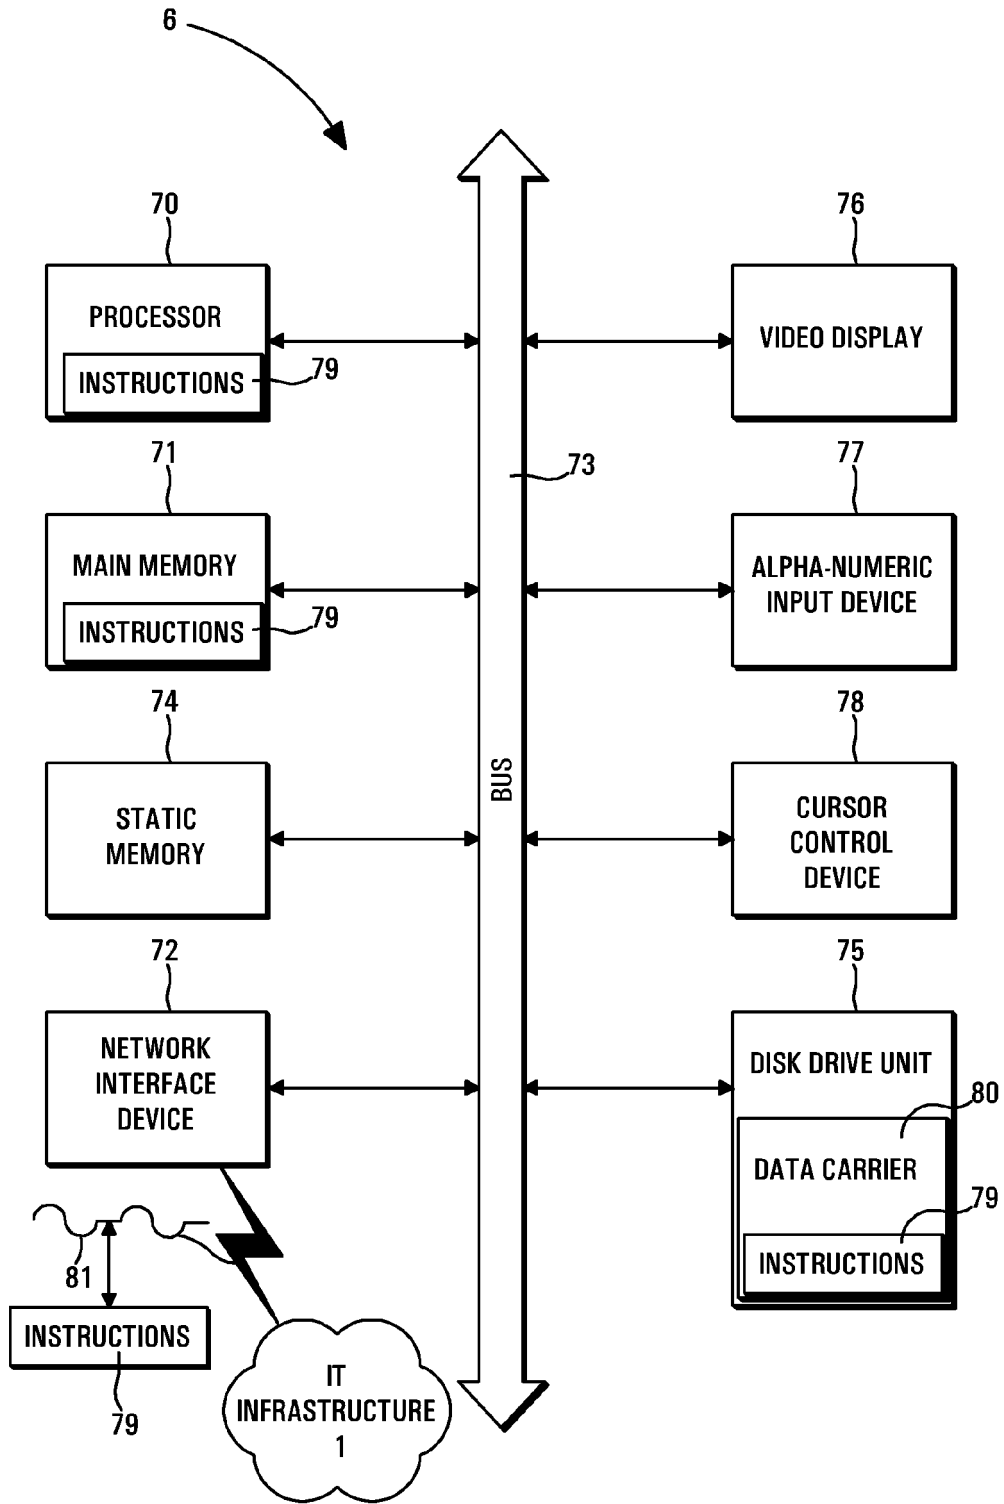 6
70
PROCESSOR
INSTRUCTIONS
79
76
VIDEO DISPLAY
73
71
MAIN MEMORY
INSTRUCTIONS
79
77
ALPHA-NUMERIC
INPUT DEVICE
74
STATIC
MEMORY
BUS
78
CURSOR
CONTROL
DEVICE
72
NETWORK
INTERFACE
DEVICE
75
DISK DRIVE UNIT
80
DATA CARRIER
79
INSTRUCTIONS
81
INSTRUCTIONS
79
IT
INFRASTRUCTURE
1